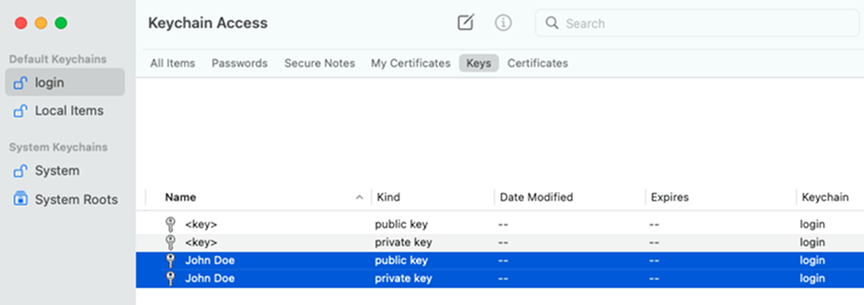 Keychain Access
Search
Default Keychains
login
Local Items
System Keychains
System
System Roots
All Items Passwords Secure Notes My Certificates Keys Certificates
Name Kind Date Modified Expires Keychain
<key> public key -- -- login
<key> private key -- -- login
John Doe public key -- -- login
John Doe private key -- -- login